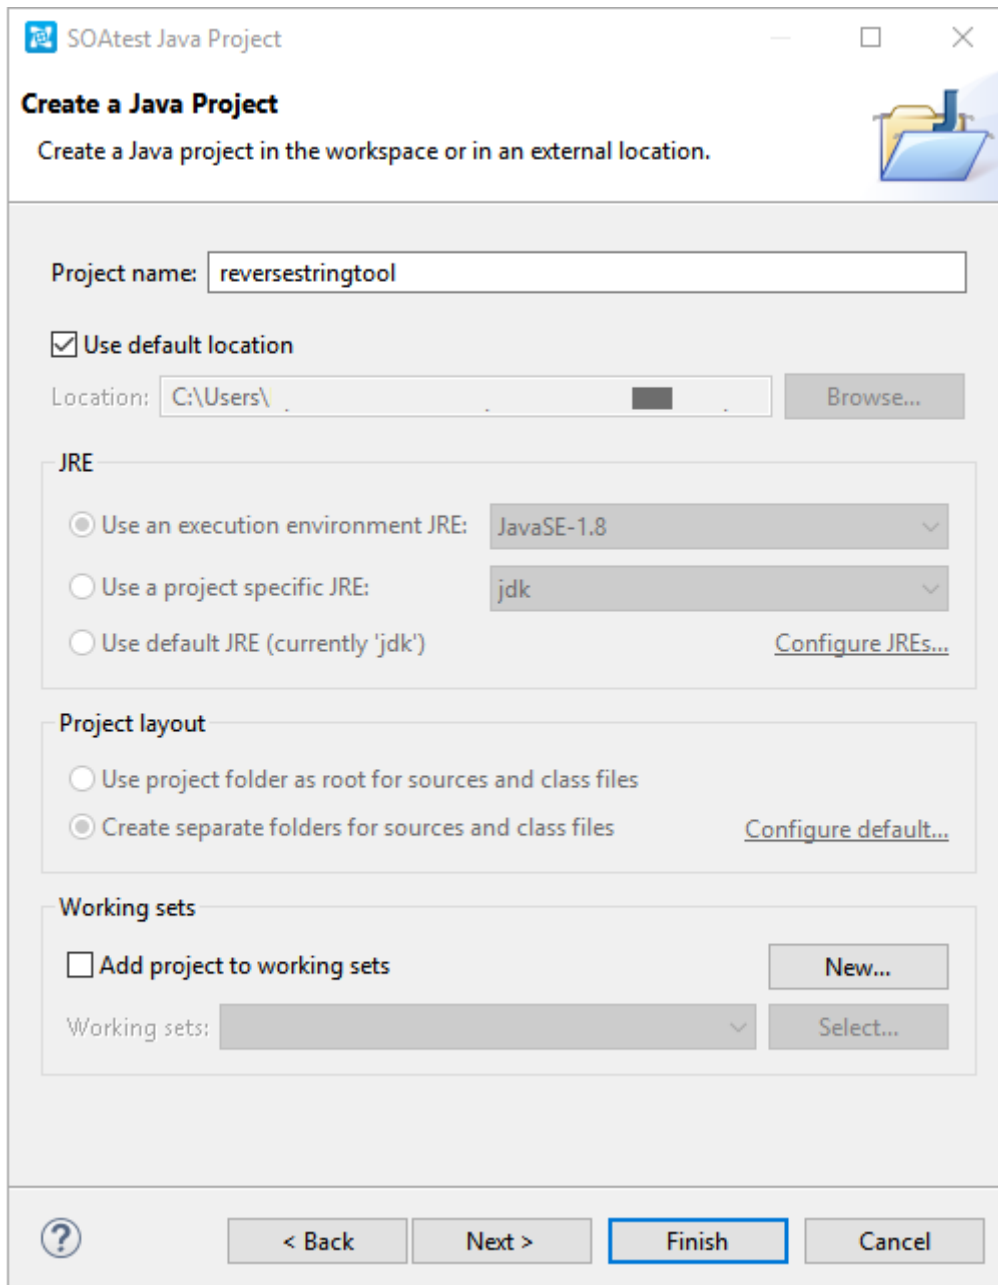 SOAtest Java Project
Create a Java Project
Create a Java project in the workspace or in an external location.
Project name: reversestringtool
Use default location
Location: C:\Users\ Browse...
JRE
Use an execution environment JRE: JavaSE-1.8
Use a project specific JRE: jdk
Use default JRE (currently 'jdk') Configure JREs...
Project layout
Use project folder as root for sources and class files
Create separate folders for sources and class files Configure default...
Working sets
Add project to working sets New...
Working sets: Select...
? < Back Next > Finish Cancel